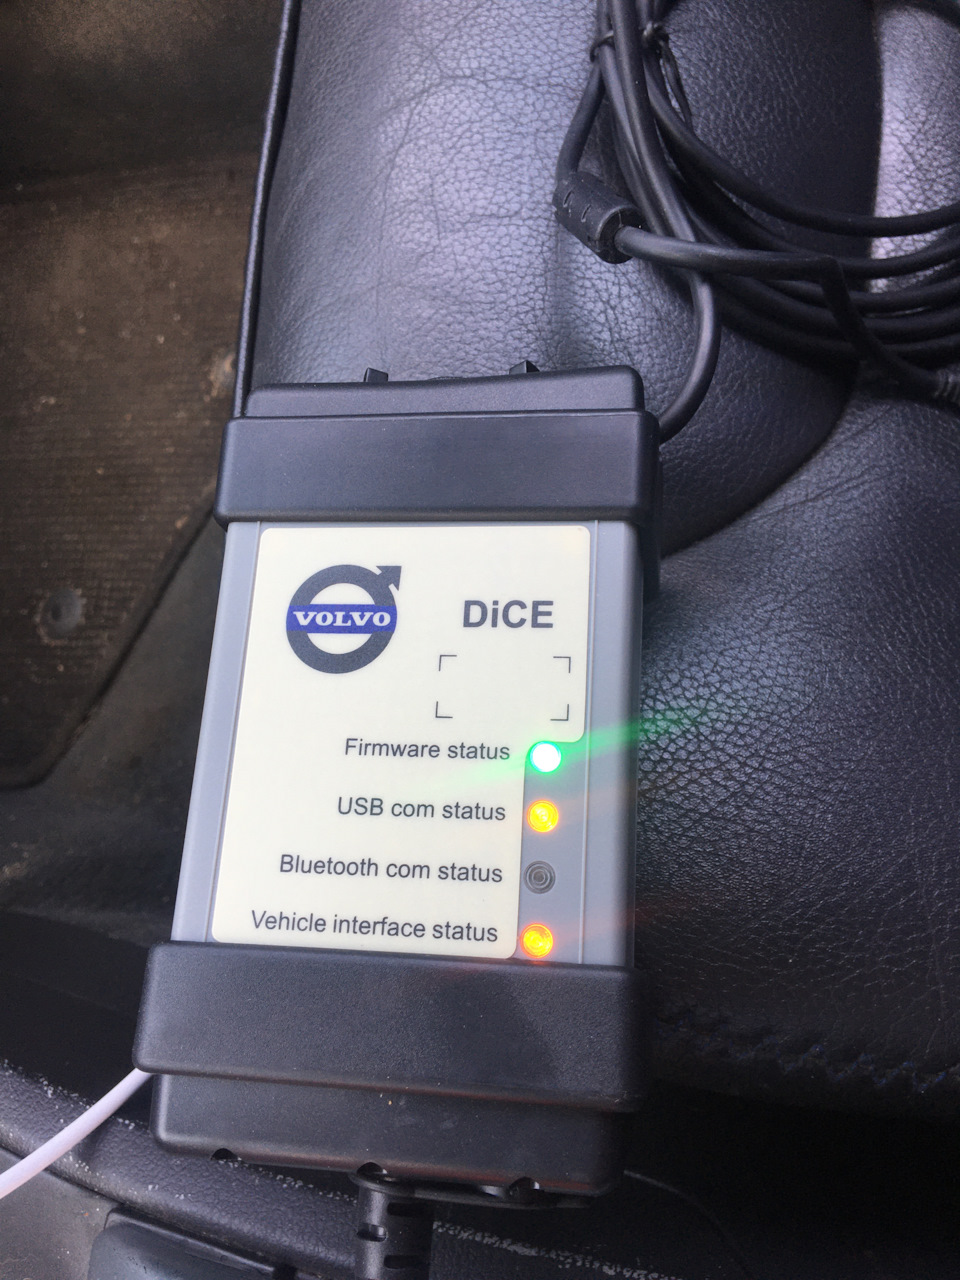 VOLVO
DiCE
Firmware status
USB com status
Bluetooth com status
Vehicle interface status